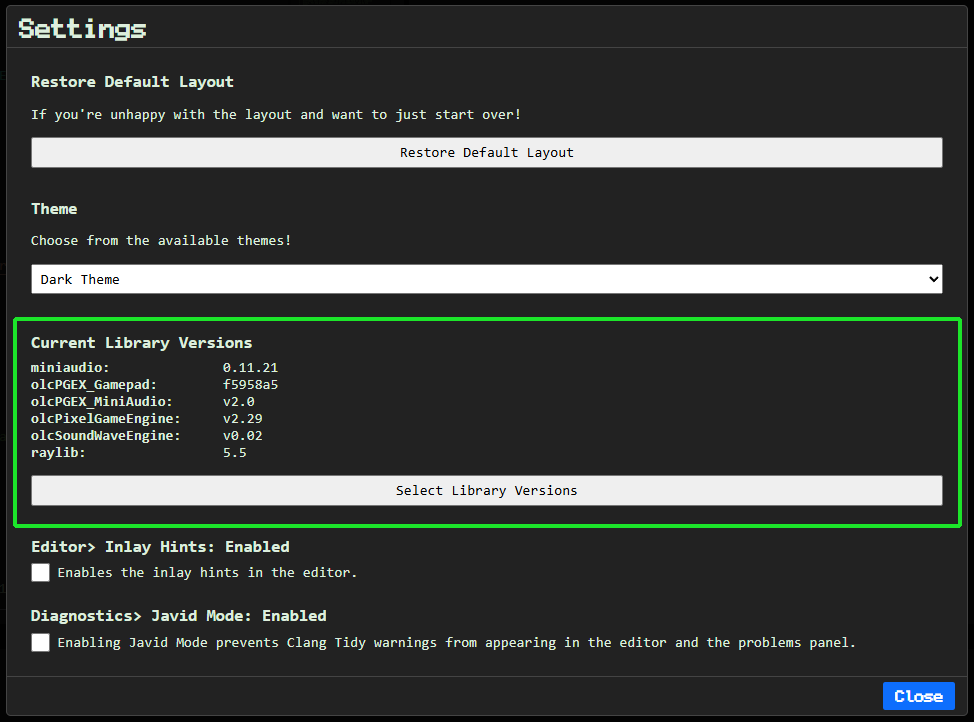 Settings
Restore Default Layout
If you're unhappy with the layout and want to just start over!
Restore Default Layout
Theme
Choose from the available themes!
Dark Theme
Current Library Versions
miniaudio: 0.11.21
olcPGEX_Gamepad: f5958a5
olcPGEX_MiniAudio: v2.0
olcPixelGameEngine: v2.29
olcSoundWaveEngine: v0.02
raylib: 5.5
Select Library Versions
Editor> Inlay Hints: Enabled
Enables the inlay hints in the editor.
Diagnostics> Javid Mode: Enabled
Enabling Javid Mode prevents Clang Tidy warnings from appearing in the editor and the problems panel.
Close